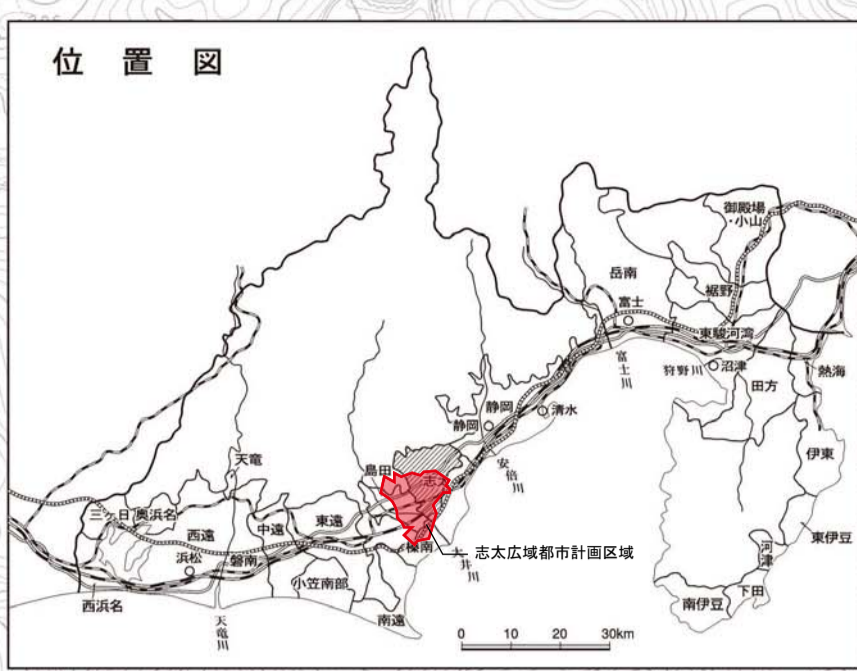 位置図
御殿場
・小山
岳南
裾野
富士
東駿河湾
富士川
狩野川
沼津
熱海
田方
静岡
静岡
清水
伊東
安倍川
天竜
島田
志太
三ヶ日
奥浜名
西遠
中遠
東遠
榛南
大井川
志太広域都市計画区域
東伊豆
浜松
磐南
河津
小笠南部
下田
西浜名
南伊豆
南遠
天竜川
0 10 20 30km